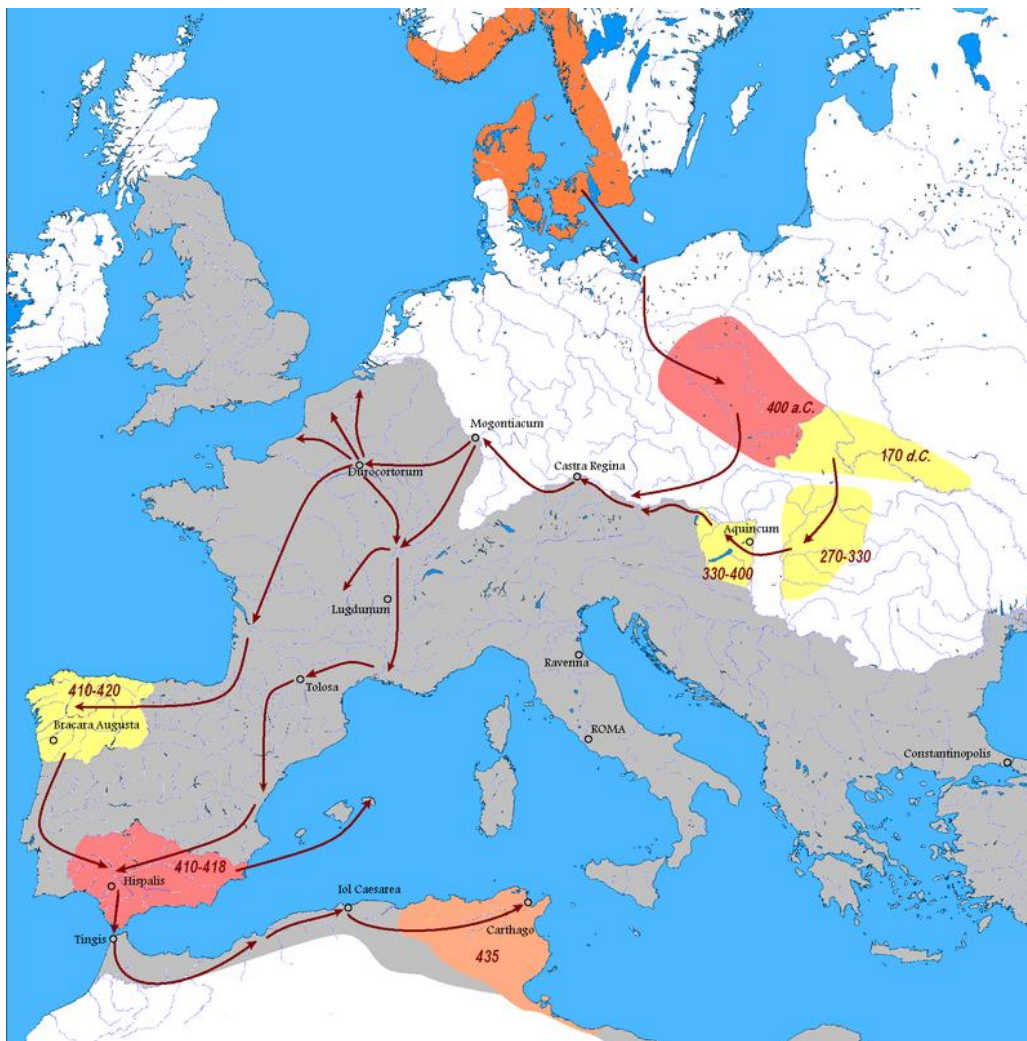 400 a.C.
Mogontiacum
170 d.C.
Durocortorum
Castra Regina
Aquincum
270-330
330-400
Lugdunum
Ravenna
Tolosa
410-420
Bracara Augusta
ROMA
Constantinopolis
410-418
Hispalis
Iol Caesarea
Carthago
Tingis
435